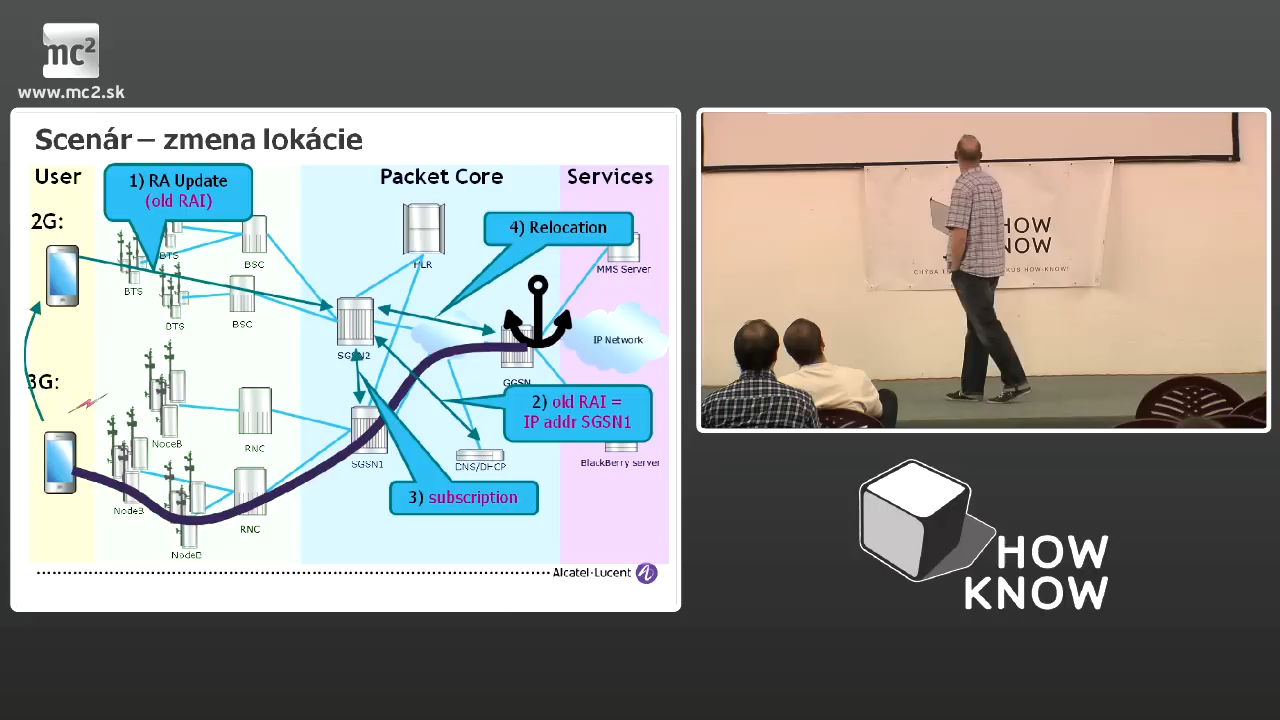 mc²
www.mc2.sk
Scenár – zmena lokácie
User
Packet Core
Services
1) RA Update
(old RAI)
2G:
4) Relocation
BTS
BSC
HLR
MMS Server
BTS
BTS
BSC
SGSN2
IP Network
GGSN
3G:
2) old RAI =
IP addr SGSN1
NodeB
RNC
SGSN1
DNS/DHCP
BlackBerry server
3) subscription
NodeB
RNC
NodeB
Alcatel·Lucent
HOW
KNOW
HOW
KNOW